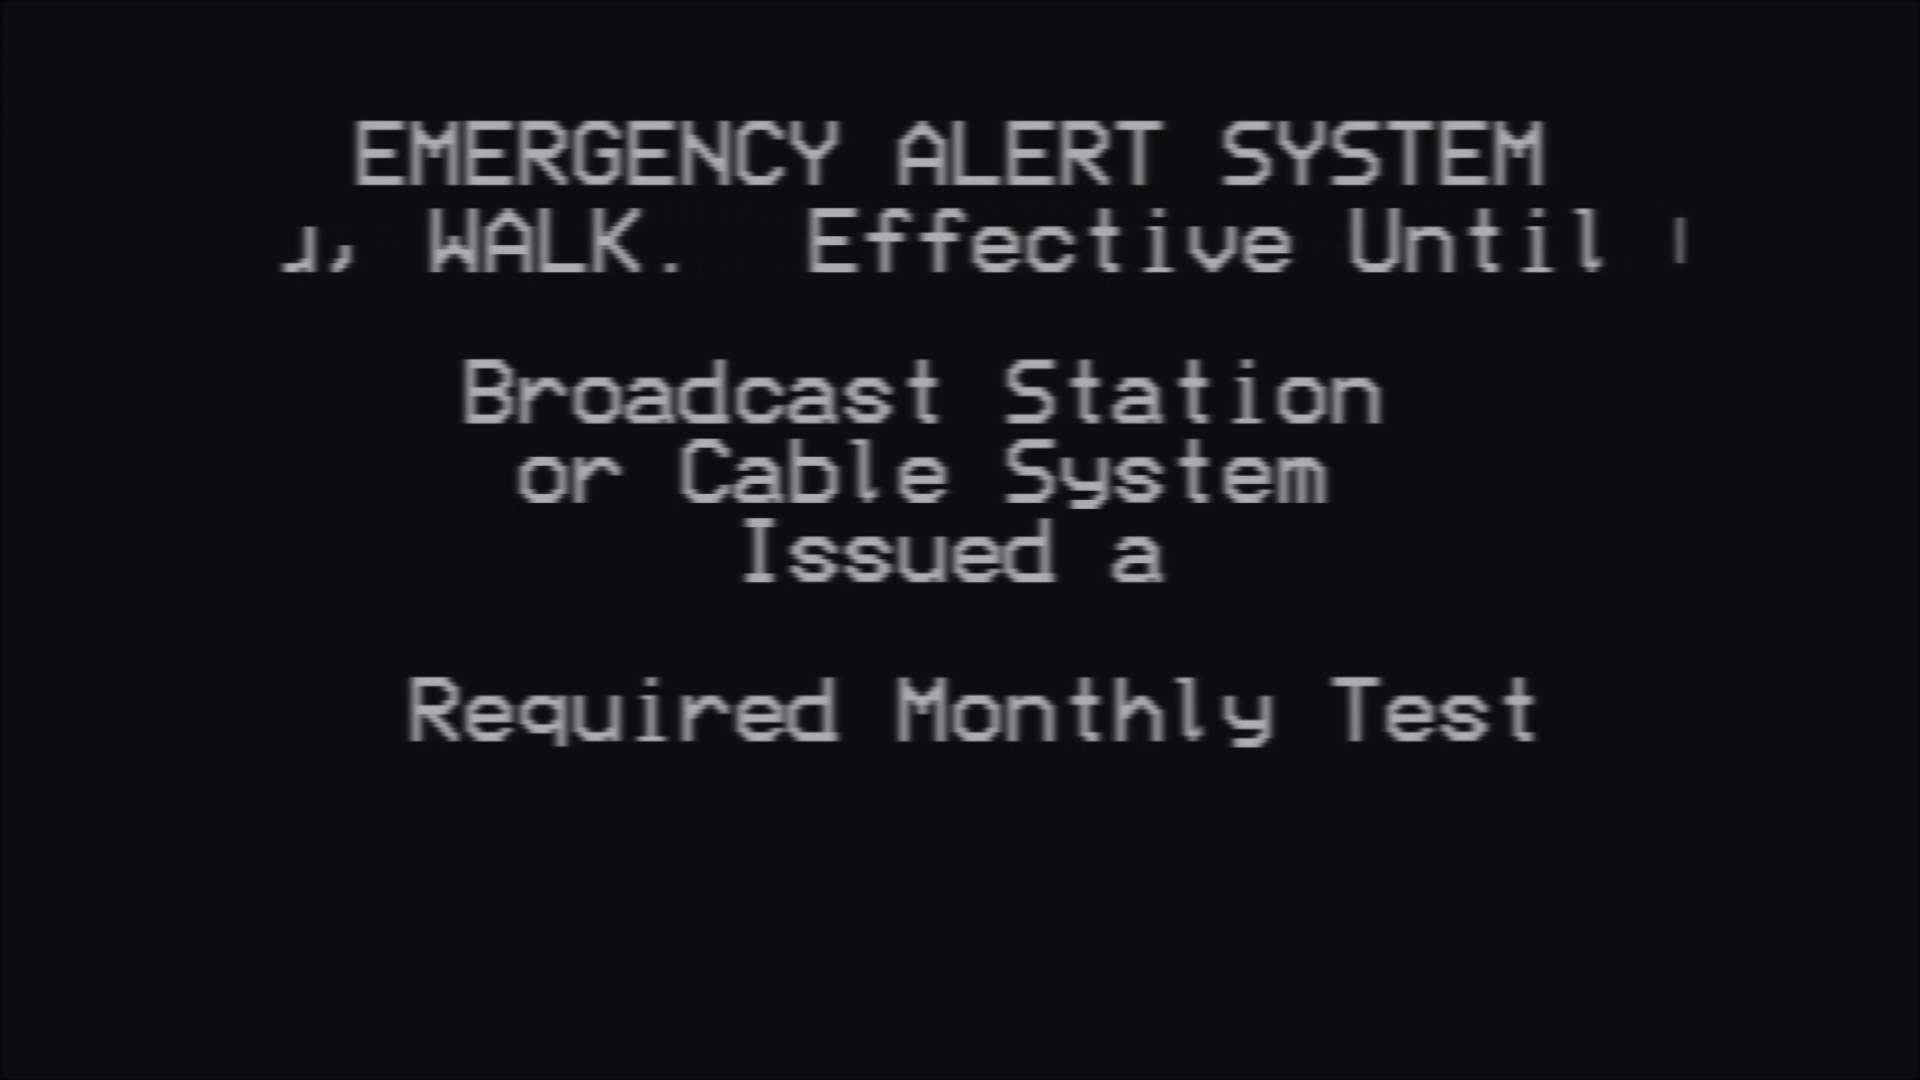 EMERGENCY ALERT SYSTEM
, WALK.  Effective Until
Broadcast Station
or Cable System
Issued a
Required Monthly Test